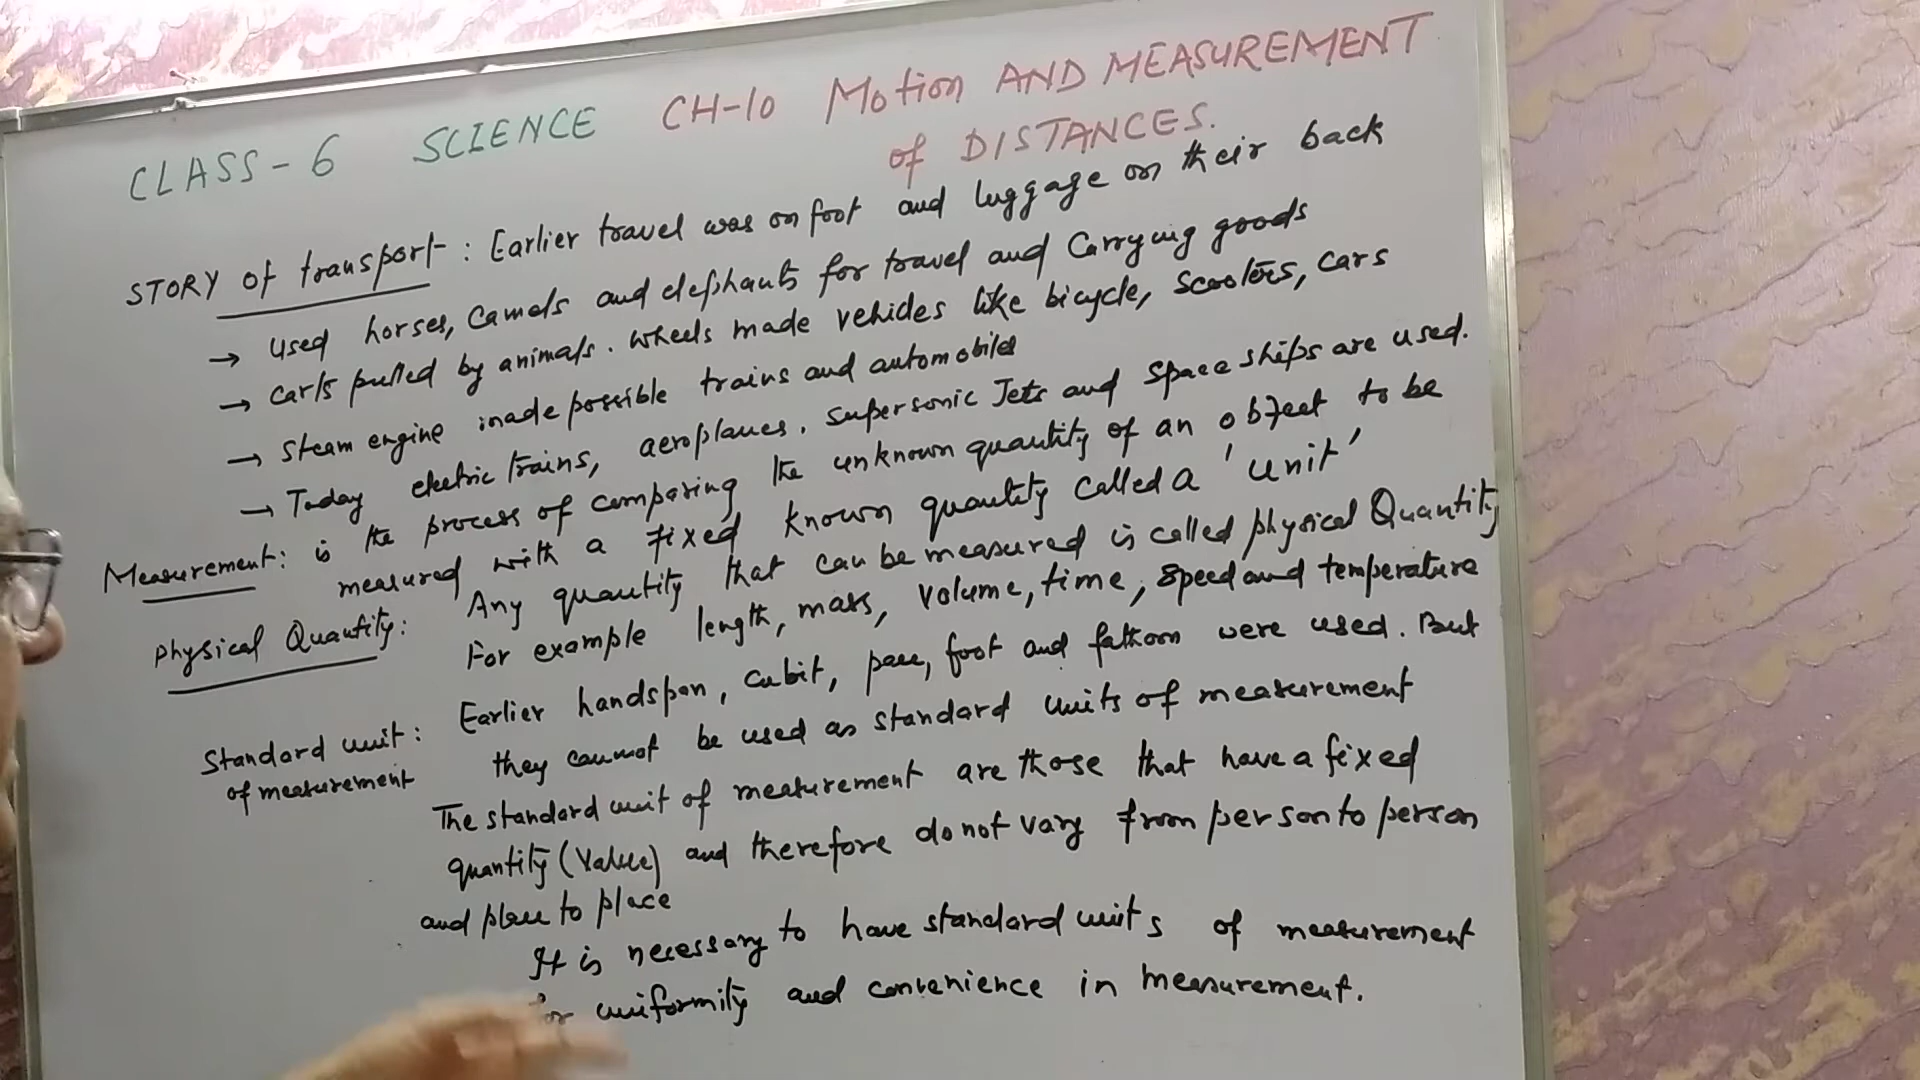 CLASS - 6 SCIENCE CH-10 Motion AND MEASUREMENT
of DISTANCES.
STORY of transport : Earlier travel was on foot and luggage on their back
→ Used horses, Camels and elephants for travel and Carrying goods
→ Carts pulled by animals. Wheels made vehicles like bicycle, Scooters, Cars
→ Steam engine made possible trains and automobiles
→ Today electric trains, aeroplanes, Supersonic Jets and Space ships are used.
Measurement: is the process of comparing the unknown quantity of an object to be
measured with a fixed known quantity Called a 'Unit'
Physical Quantity: Any quantity that can be measured is called physical Quantity
For example length, mass, volume, time, Speed and temperature
Standard unit: Earlier handspan, cubit, pace, foot and fathom were used. But
of measurement they cannot be used as standard units of measurement
The standard unit of measurement are those that have a fixed
quantity (Value) and therefore do not vary from person to person
and place to place
It is necessary to have standard units of measurement
for uniformity and convenience in measurement.